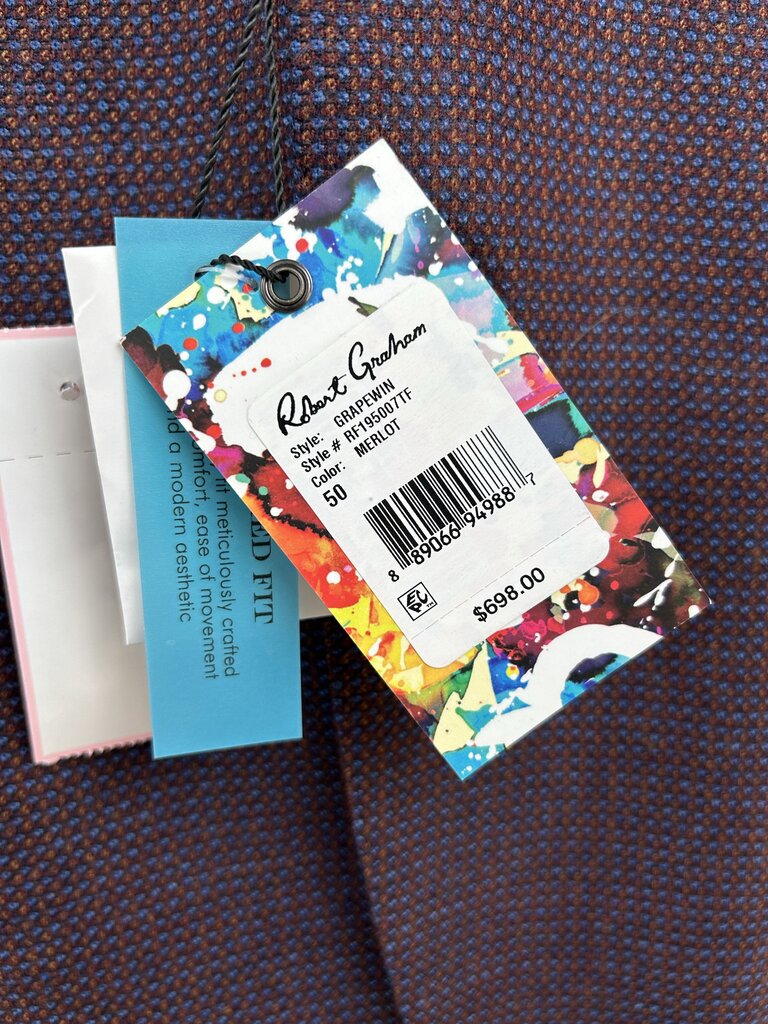 Robert Graham
Style: GRAPEWIN
Style # RF195007TF
Color: MERLOT
50
8 89066 94988 7
$698.00
ED FIT
fit meticulously crafted
mfort, ease of movement
d a modern aesthetic